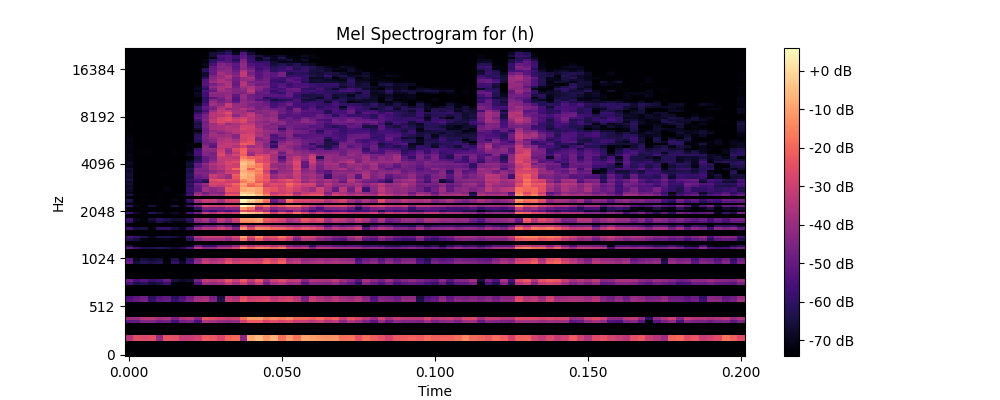 Mel Spectrogram for (h)
Hz
16384
8192
4096
2048
1024
512
0
0.000 0.050 0.100 0.150 0.200
Time
+0 dB
-10 dB
-20 dB
-30 dB
-40 dB
-50 dB
-60 dB
-70 dB